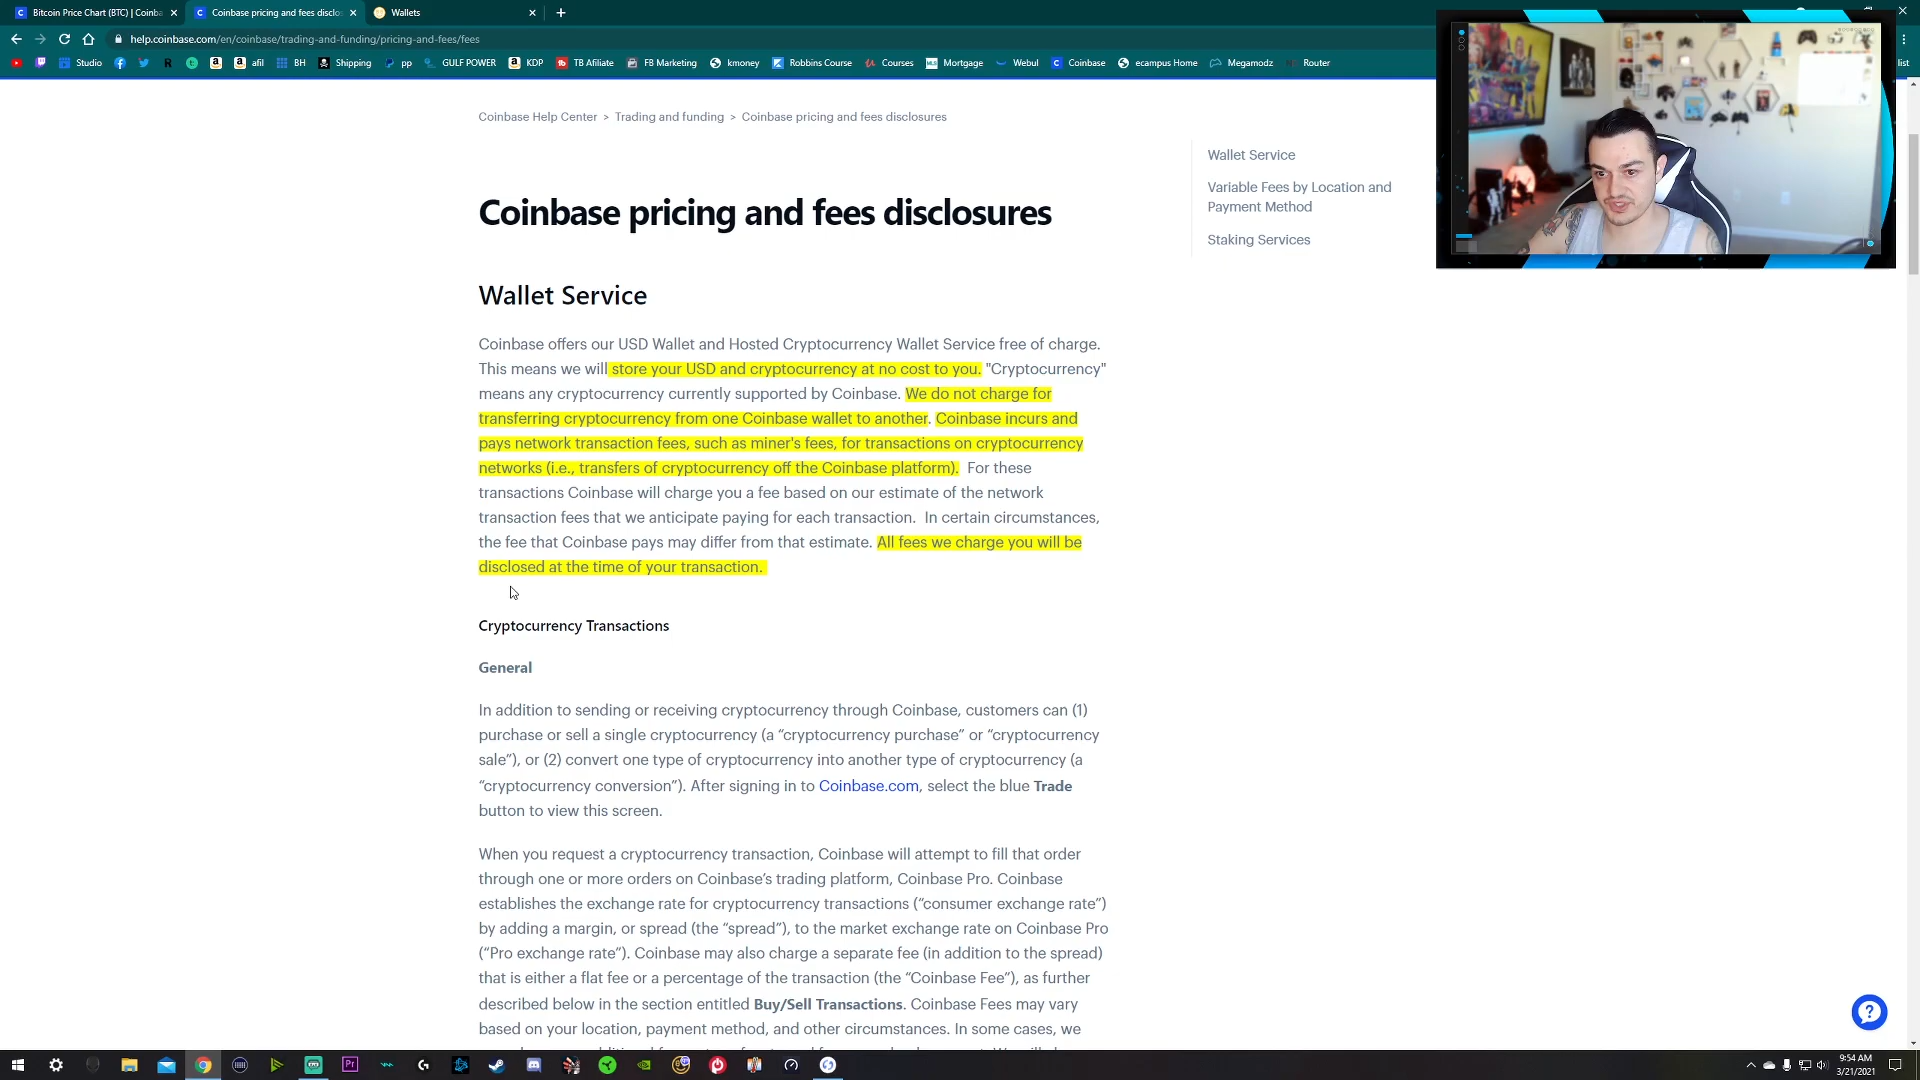 Bitcoin Price Chart (BTC) | Coinba
Coinbase pricing and fees disclo
Wallets
help.coinbase.com/en/coinbase/trading-and-funding/pricing-and-fees/fees
Studio
afil
BH
Shipping
pp
GULF POWER
KDP
TB Afiliate
FB Marketing
kmoney
Robbins Course
Courses
Mortgage
Webul
Coinbase
ecampus Home
Megamodz
Router
list
Coinbase Help Center > Trading and funding > Coinbase pricing and fees disclosures
Wallet Service
Variable Fees by Location and
Payment Method
Staking Services
Coinbase pricing and fees disclosures
Wallet Service
Coinbase offers our USD Wallet and Hosted Cryptocurrency Wallet Service free of charge.
This means we will store your USD and cryptocurrency at no cost to you. "Cryptocurrency"
means any cryptocurrency currently supported by Coinbase. We do not charge for
transferring cryptocurrency from one Coinbase wallet to another. Coinbase incurs and
pays network transaction fees, such as miner's fees, for transactions on cryptocurrency
networks (i.e., transfers of cryptocurrency off the Coinbase platform). For these
transactions Coinbase will charge you a fee based on our estimate of the network
transaction fees that we anticipate paying for each transaction. In certain circumstances,
the fee that Coinbase pays may differ from that estimate. All fees we charge you will be
disclosed at the time of your transaction.
Cryptocurrency Transactions
General
In addition to sending or receiving cryptocurrency through Coinbase, customers can (1)
purchase or sell a single cryptocurrency (a “cryptocurrency purchase” or “cryptocurrency
sale”), or (2) convert one type of cryptocurrency into another type of cryptocurrency (a
“cryptocurrency conversion”). After signing in to Coinbase.com, select the blue Trade
button to view this screen.
When you request a cryptocurrency transaction, Coinbase will attempt to fill that order
through one or more orders on Coinbase’s trading platform, Coinbase Pro. Coinbase
establishes the exchange rate for cryptocurrency transactions (“consumer exchange rate”)
by adding a margin, or spread (the “spread”), to the market exchange rate on Coinbase Pro
(“Pro exchange rate”). Coinbase may also charge a separate fee (in addition to the spread)
that is either a flat fee or a percentage of the transaction (the “Coinbase Fee”), as further
described below in the section entitled Buy/Sell Transactions. Coinbase Fees may vary
based on your location, payment method, and other circumstances. In some cases, we
9:54 AM
3/21/2021